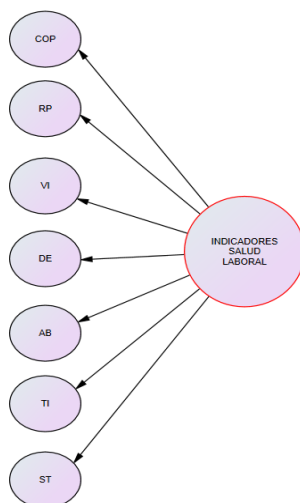 COP
RP
VI
DE
AB
TI
ST
INDICADORES
SALUD
LABORAL